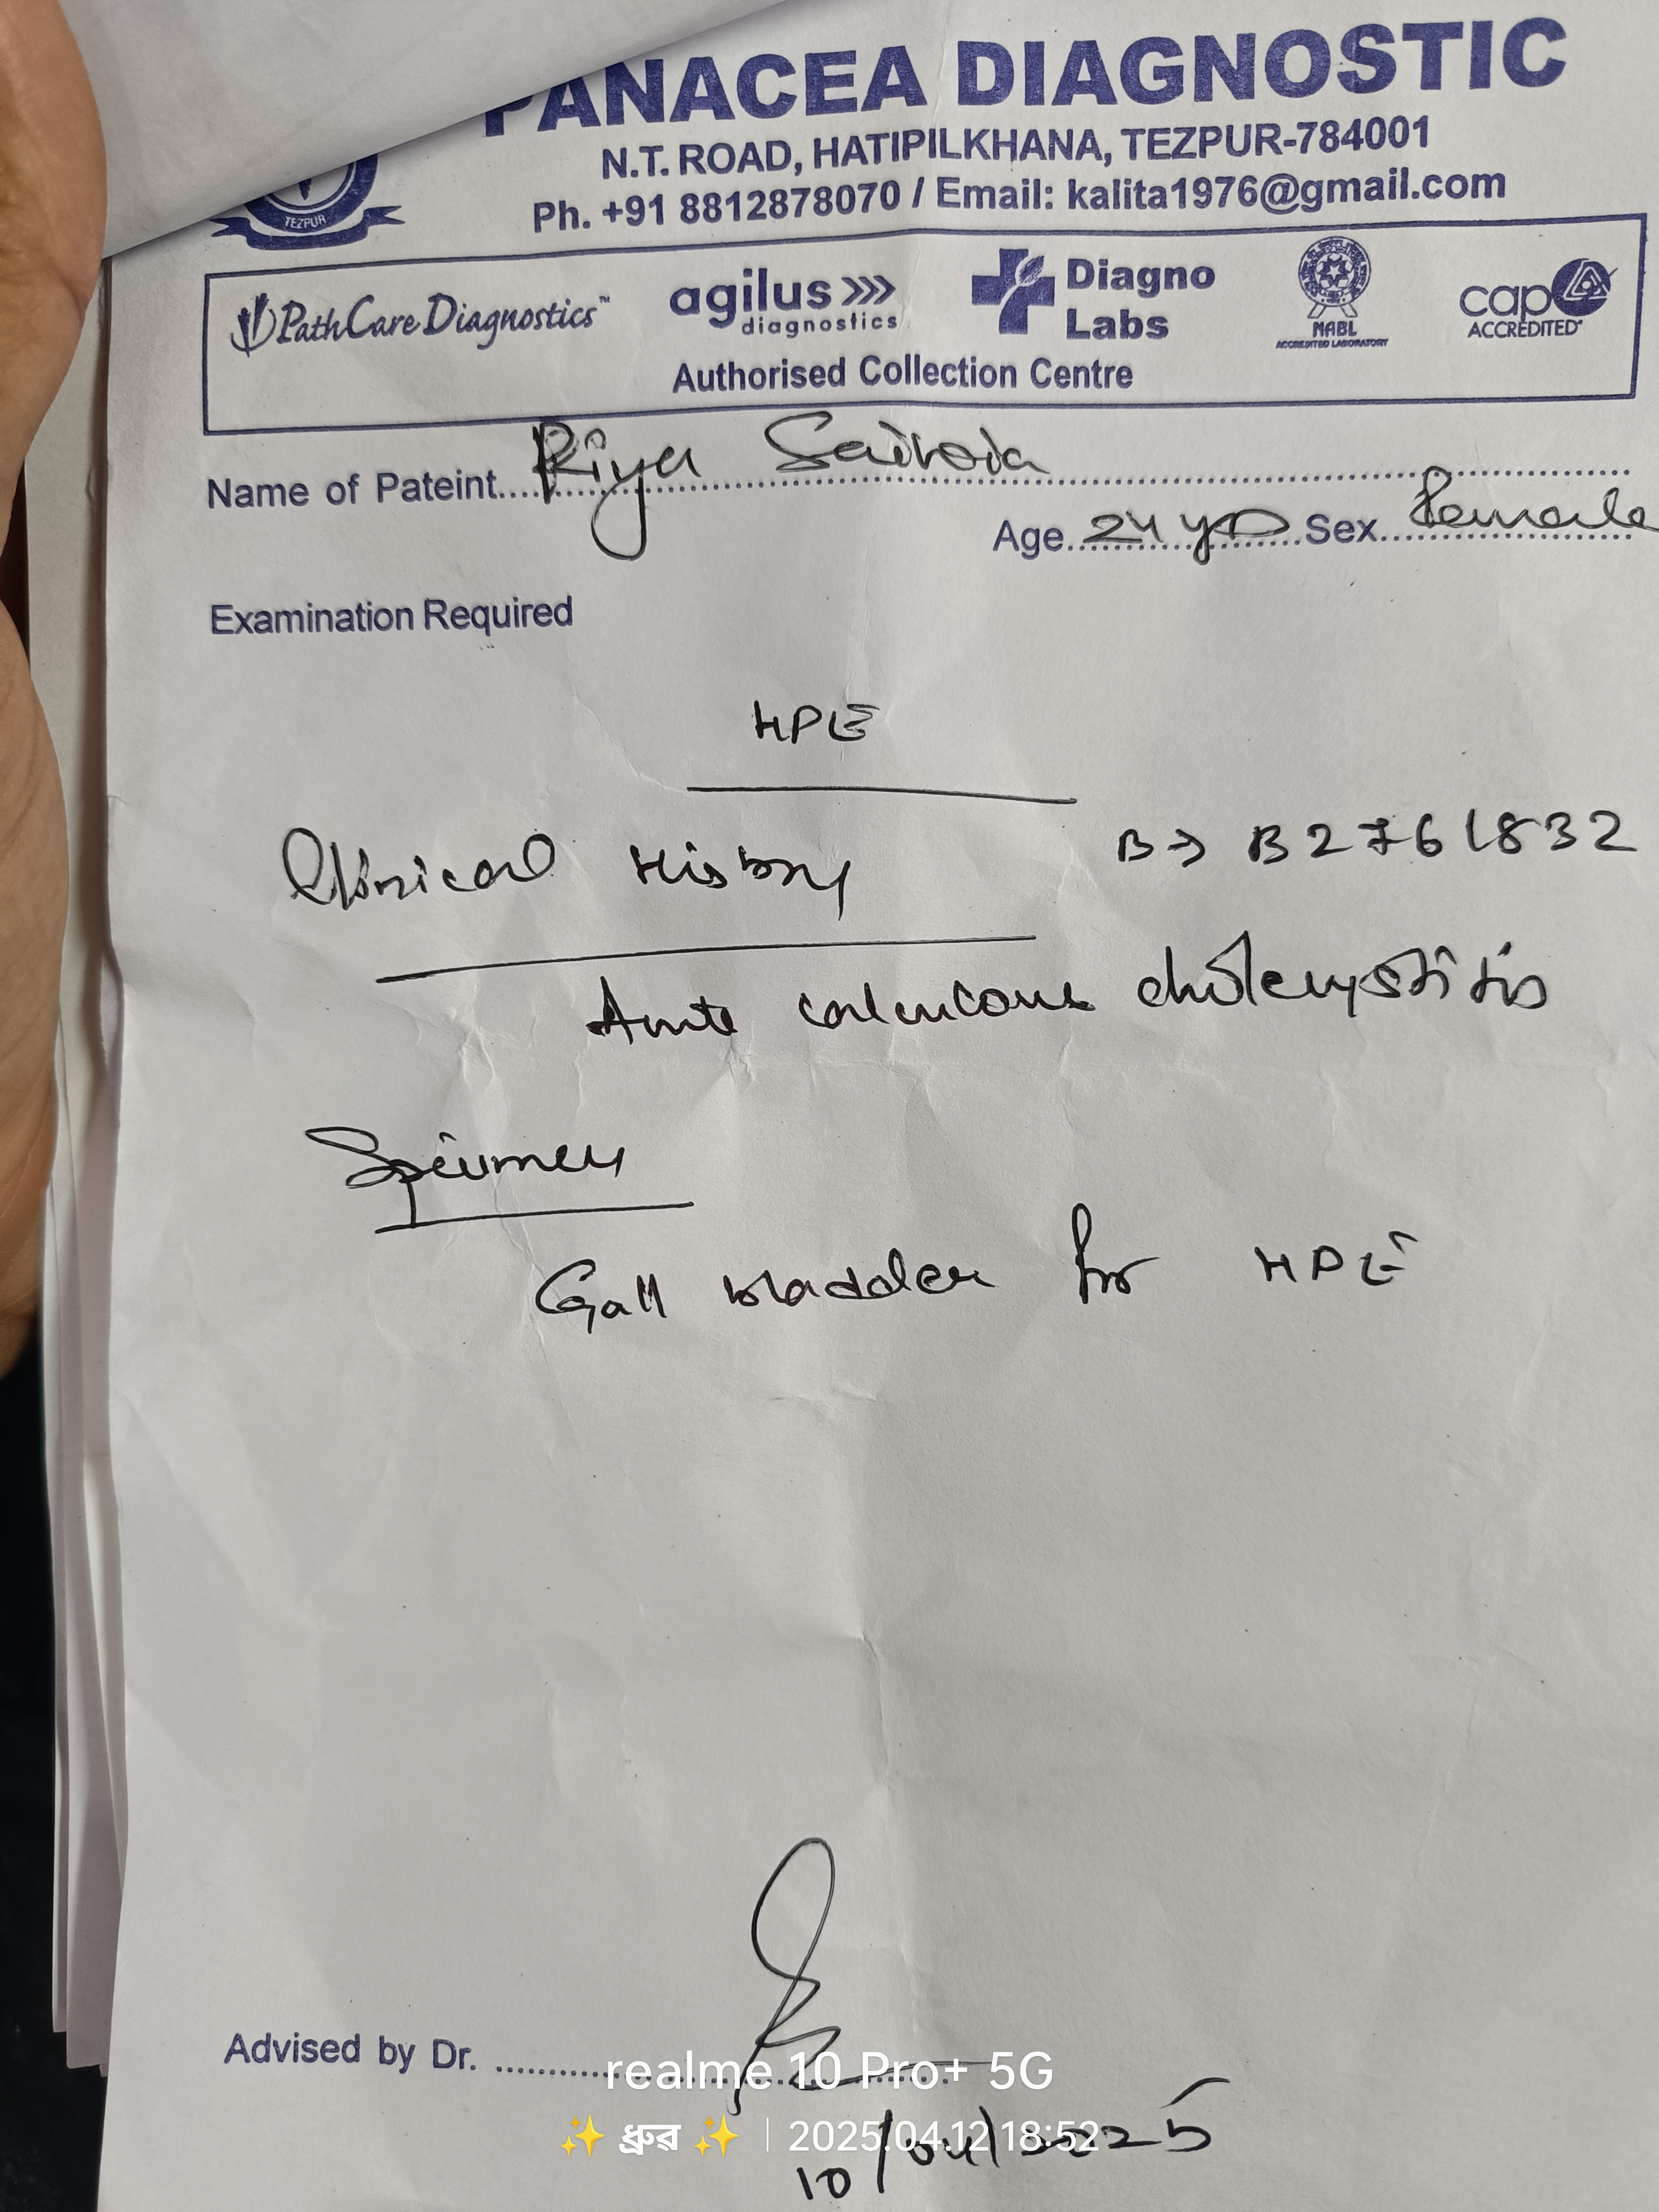 PANACEA DIAGNOSTIC
N.T. ROAD, HATIPILKHANA, TEZPUR-784001
Ph. +91 8812878070 / Email: kalita1976@gmail.com
TEZPUR
PathCare Diagnostics™
agilus diagnostics
Diagno Labs
NABL ACCREDITED LABORATORY
cap ACCREDITED
Authorised Collection Centre
Name of Pateint Riya
Age 24 yrs Sex Female
Examination Required
HPE
Clinical History B→ B2761832
Acute calculous cholecystitis
Specimen
Gall bladder for HPE
Advised by Dr.
realme 10 Pro+ 5G
✨ ধ্ৰুৱ ✨ | 2025.04.12 18:52
10/04/2025